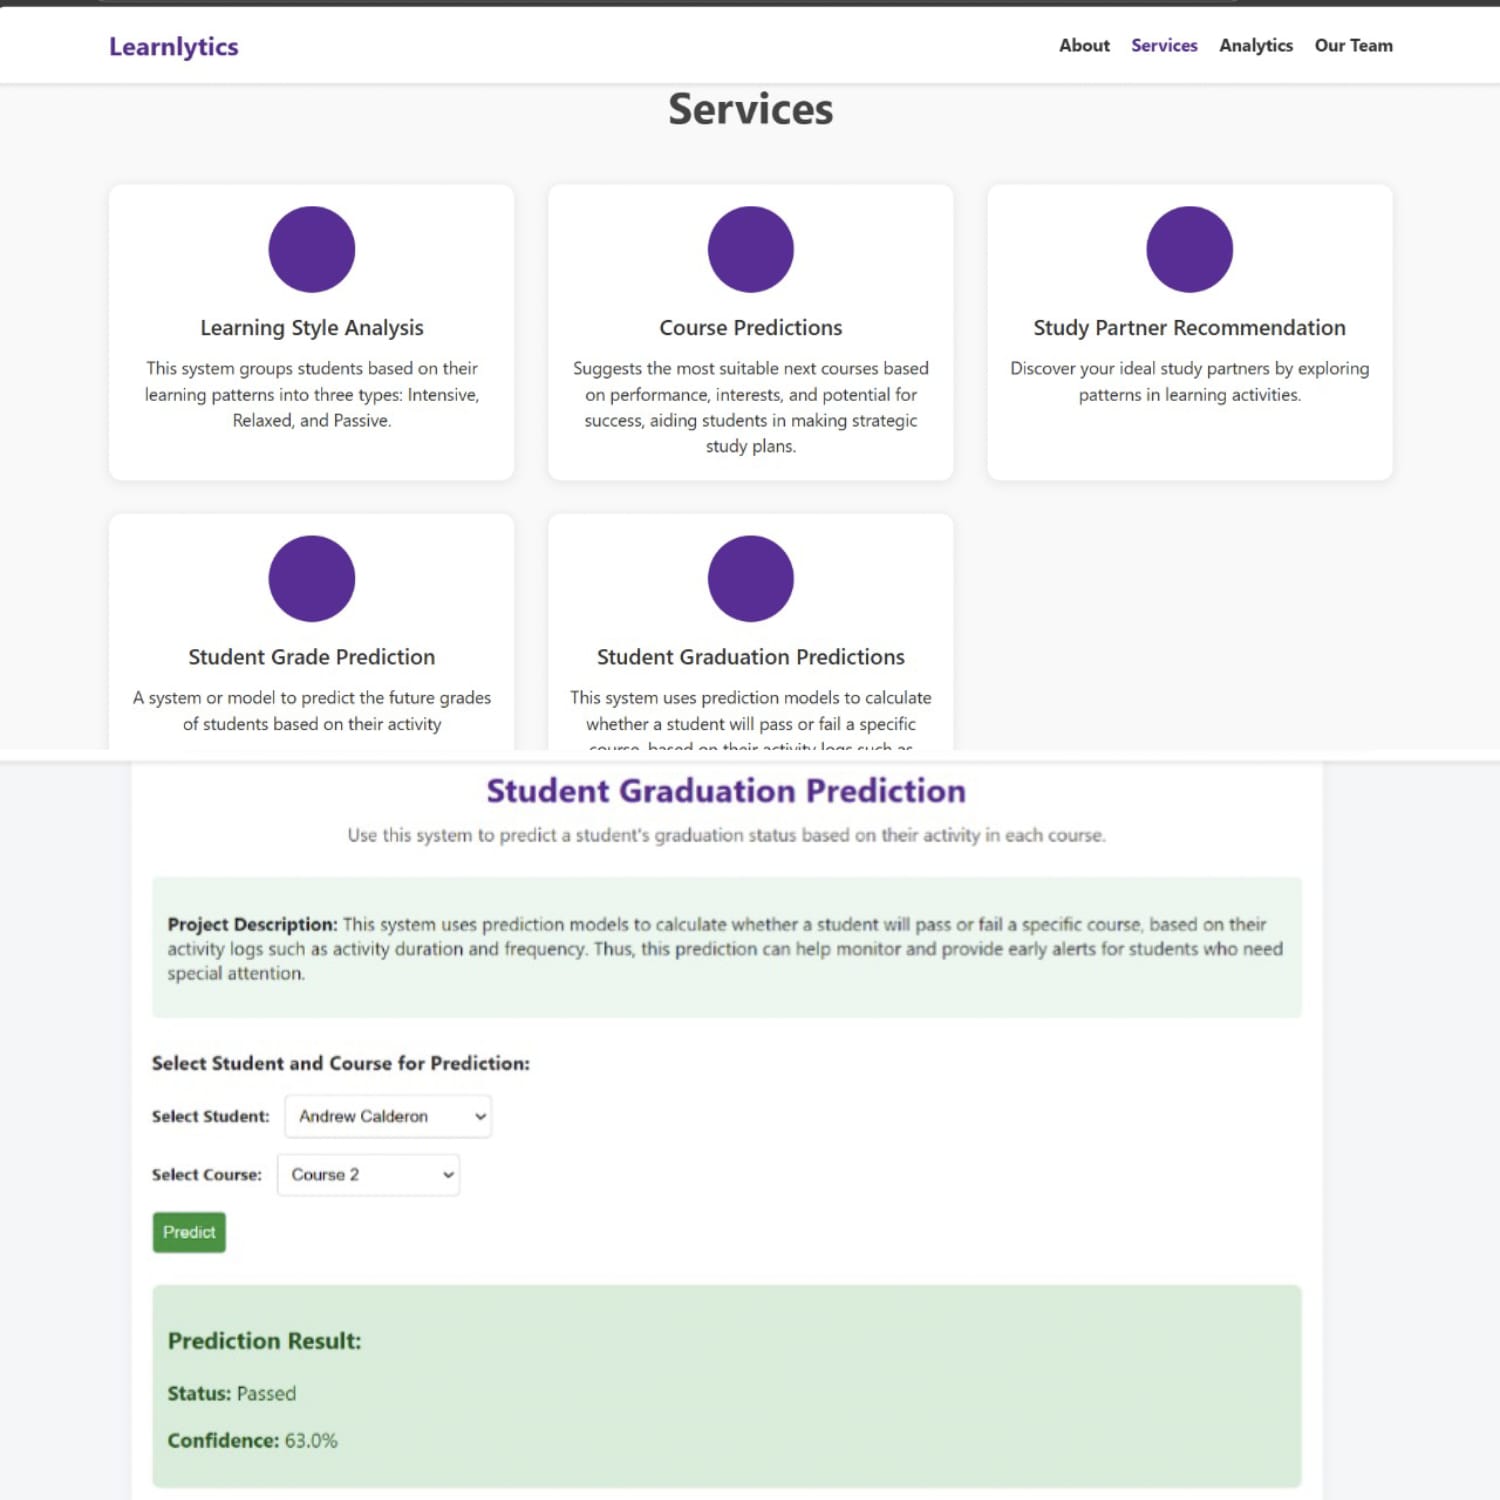 Learnlytics
About Services Analytics Our Team
Services
Learning Style Analysis
This system groups students based on their
learning patterns into three types: Intensive,
Relaxed, and Passive.
Course Predictions
Suggests the most suitable next courses based
on performance, interests, and potential for
success, aiding students in making strategic
study plans.
Study Partner Recommendation
Discover your ideal study partners by exploring
patterns in learning activities.
Student Grade Prediction
A system or model to predict the future grades
of students based on their activity
Student Graduation Predictions
This system uses prediction models to calculate
whether a student will pass or fail a specific
course, based on their activity logs such as
Student Graduation Prediction
Use this system to predict a student's graduation status based on their activity in each course.
Project Description: This system uses prediction models to calculate whether a student will pass or fail a specific course, based on their
activity logs such as activity duration and frequency. Thus, this prediction can help monitor and provide early alerts for students who need
special attention.
Select Student and Course for Prediction:
Select Student: Andrew Calderon
Select Course: Course 2
Predict
Prediction Result:
Status: Passed
Confidence: 63.0%